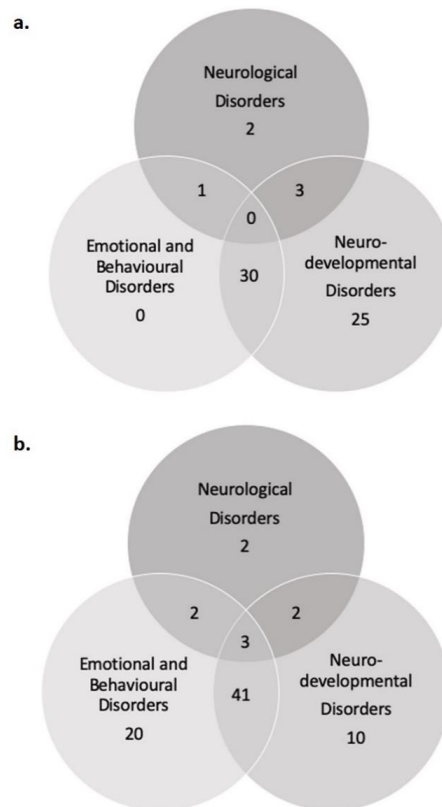 a.
Neurological
Disorders
2
1
3
0
Emotional and
Behavioural
Disorders
0
30
Neuro-
developmental
Disorders
25
b.
Neurological
Disorders
2
2
2
3
Emotional and
Behavioural
Disorders
20
41
Neuro-
developmental
Disorders
10